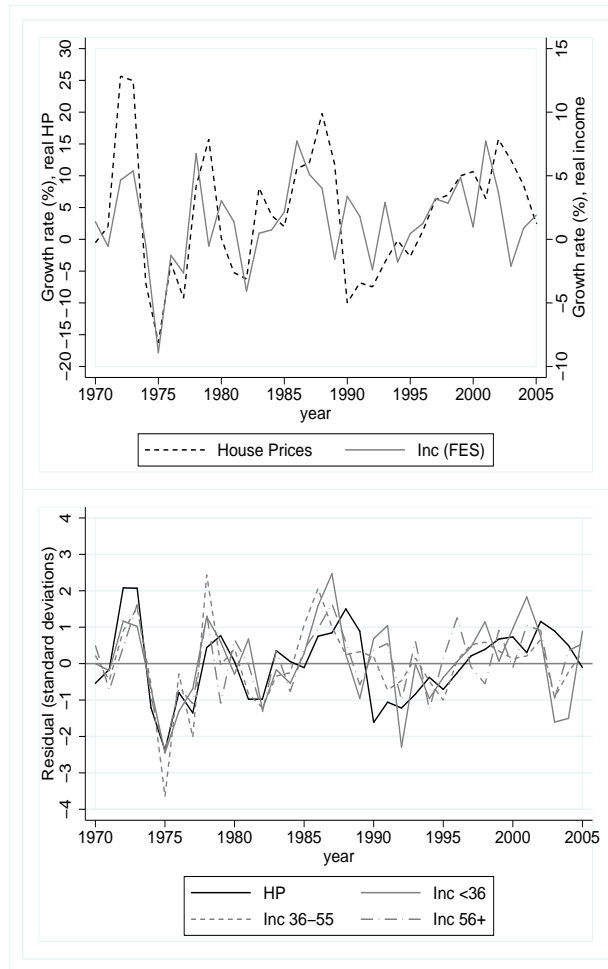 Growth rate (%), real HP
30
25
20
15
10
5
0
−5
−10
−15
−20
Growth rate (%), real income
15
10
5
0
−5
−10
1970 1975 1980 1985 1990 1995 2000 2005
year
House Prices Inc (FES)
Residual (standard deviations)
4
3
2
1
0
−1
−2
−3
−4
1970 1975 1980 1985 1990 1995 2000 2005
year
HP Inc <36
Inc 36−55 Inc 56+